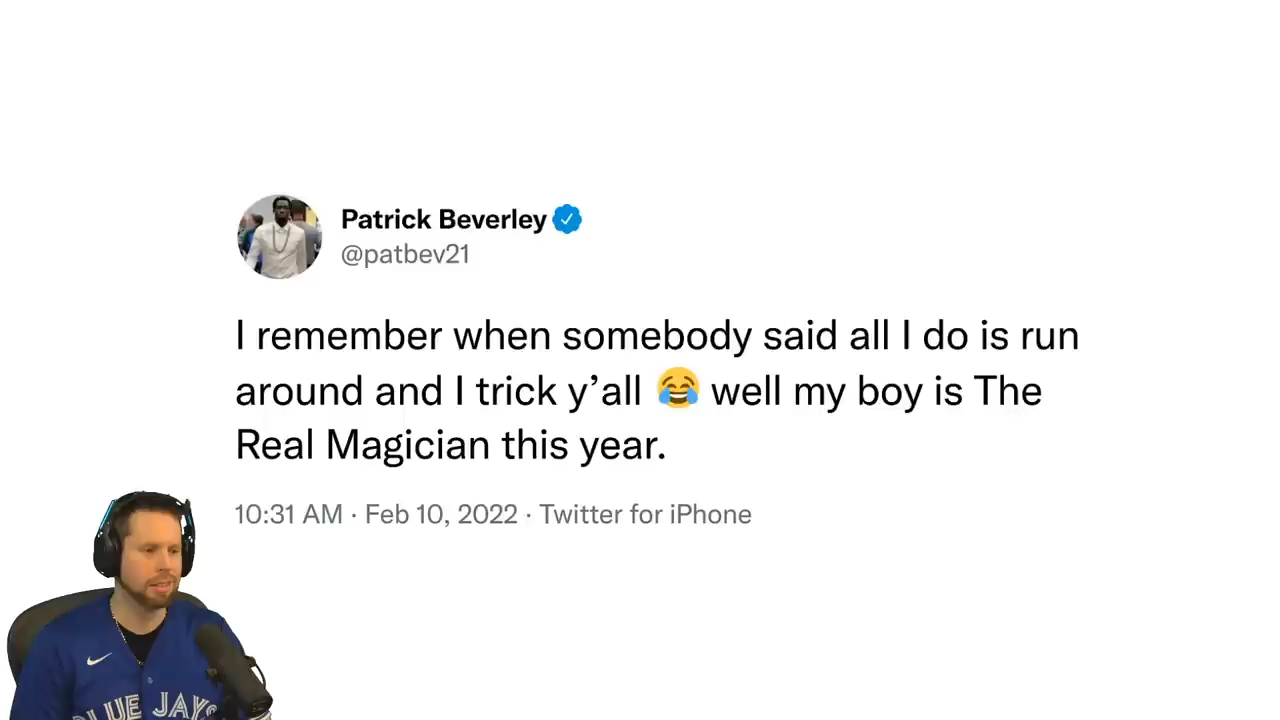 Patrick Beverley
@patbev21
I remember when somebody said all I do is run
around and I trick y’all 😂 well my boy is The
Real Magician this year.
10:31 AM · Feb 10, 2022 · Twitter for iPhone
BLUE JAYS